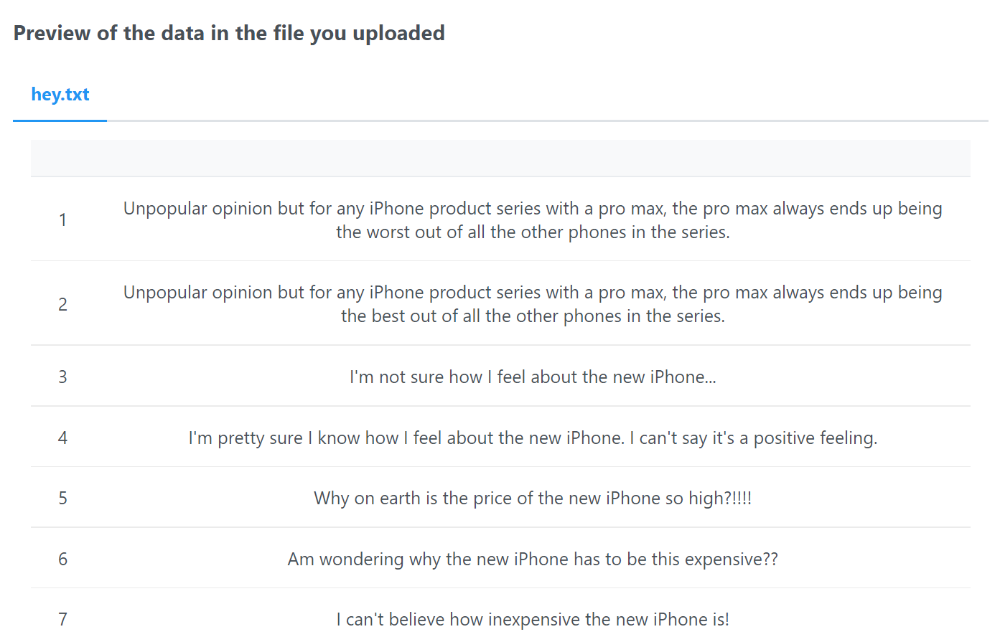 Preview of the data in the file you uploaded
hey.txt
1
Unpopular opinion but for any iPhone product series with a pro max, the pro max always ends up being
the worst out of all the other phones in the series.
2
Unpopular opinion but for any iPhone product series with a pro max, the pro max always ends up being
the best out of all the other phones in the series.
3 I'm not sure how I feel about the new iPhone...
4 I'm pretty sure I know how I feel about the new iPhone. I can't say it's a positive feeling.
5 Why on earth is the price of the new iPhone so high?!!!!
6 Am wondering why the new iPhone has to be this expensive??
7 I can't believe how inexpensive the new iPhone is!